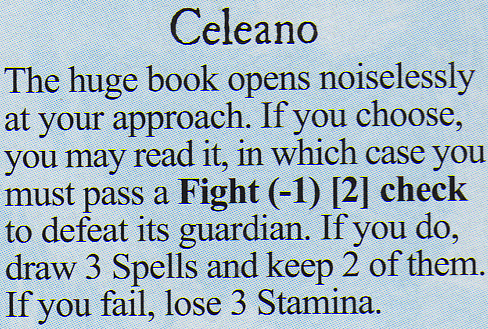 Celeano
The huge book opens noiselessly
at your approach. If you choose,
you may read it, in which case you
must pass a Fight (-1) [2] check
to defeat its guardian. If you do,
draw 3 Spells and keep 2 of them.
If you fail, lose 3 Stamina.